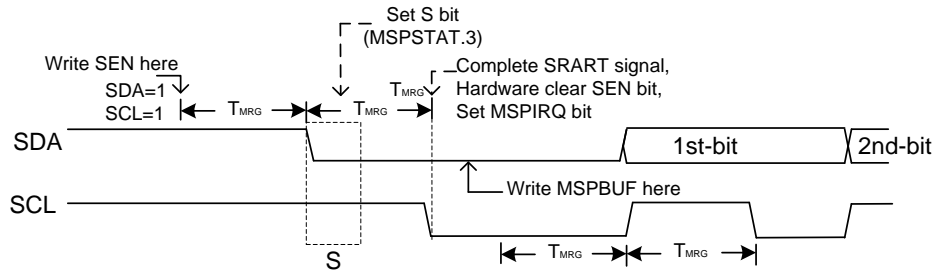 Set S bit
(MSPSTAT.3)
Write SEN here
SDA=1
SCL=1
TMRG
TMRG
TMRG
Complete SRART signal,
Hardware clear SEN bit,
Set MSPIRQ bit
SDA
1st-bit
2nd-bit
Write MSPBUF here
SCL
TMRG
TMRG
S